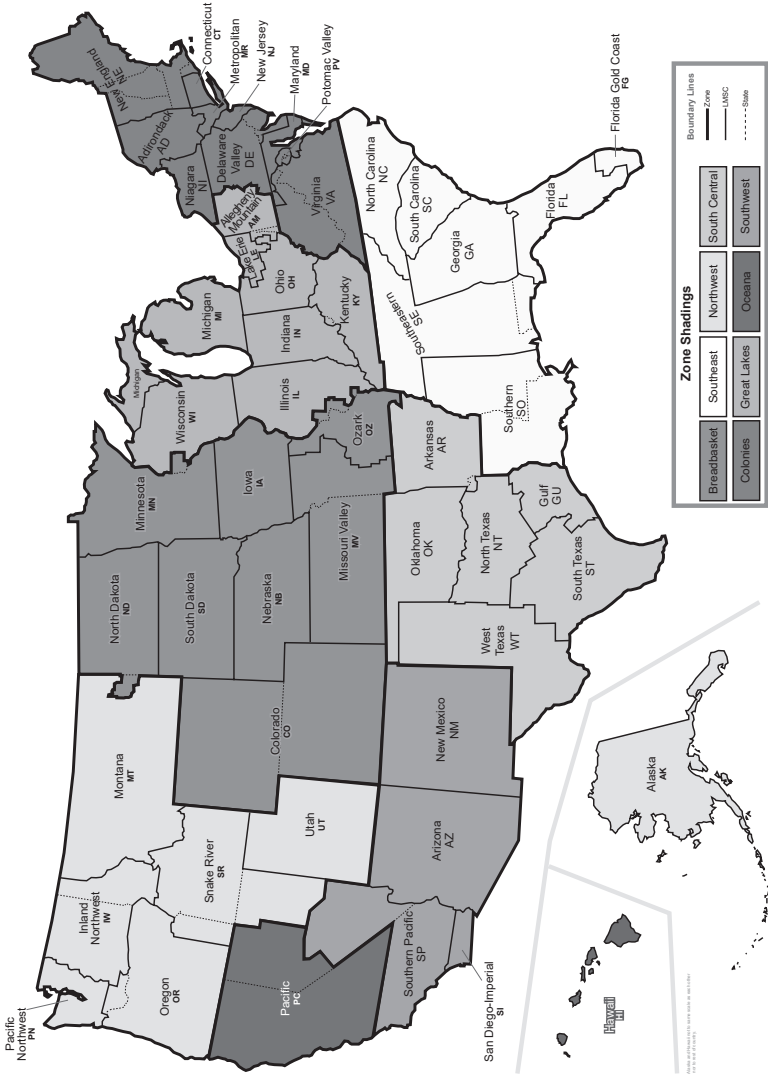 Pacific
Northwest
PN
Inland
Northwest
IW
Montana
MT
North Dakota
ND
Minnesota
MN
Michigan
Michigan
MI
Wisconsin
WI
Niagara
NI
Adirondack
AD
New England
NE
Connecticut
CT
Metropolitan
MR
New Jersey
NJ
Maryland
MD
Potomac Valley
PV
Oregon
OR
Snake River
SR
South Dakota
SD
Iowa
IA
Illinois
IL
Indiana
IN
Ohio
OH
Lake Erie
LE
Allegheny
Mountain
AM
Delaware
Valley
DE
Virginia
VA
Pacific
PC
Utah
UT
Colorado
CO
Nebraska
NB
Missouri Valley
MV
Ozark
OZ
Kentucky
KY
North Carolina
NC
South Carolina
SC
Southern Pacific
SP
San Diego-Imperial
SI
Arizona
AZ
New Mexico
NM
Oklahoma
OK
Arkansas
AR
Southeastern
SE
Georgia
GA
West
Texas
WT
North Texas
NT
South Texas
ST
Gulf
GU
Southern
SO
Florida
FL
Florida Gold Coast
FG
Hawaii
HI
Alaska
AK
Zone Shadings
Breadbasket
Southeast
Northwest
South Central
Colonies
Great Lakes
Oceana
Southwest
Boundary Lines
Zone
LMSC
State